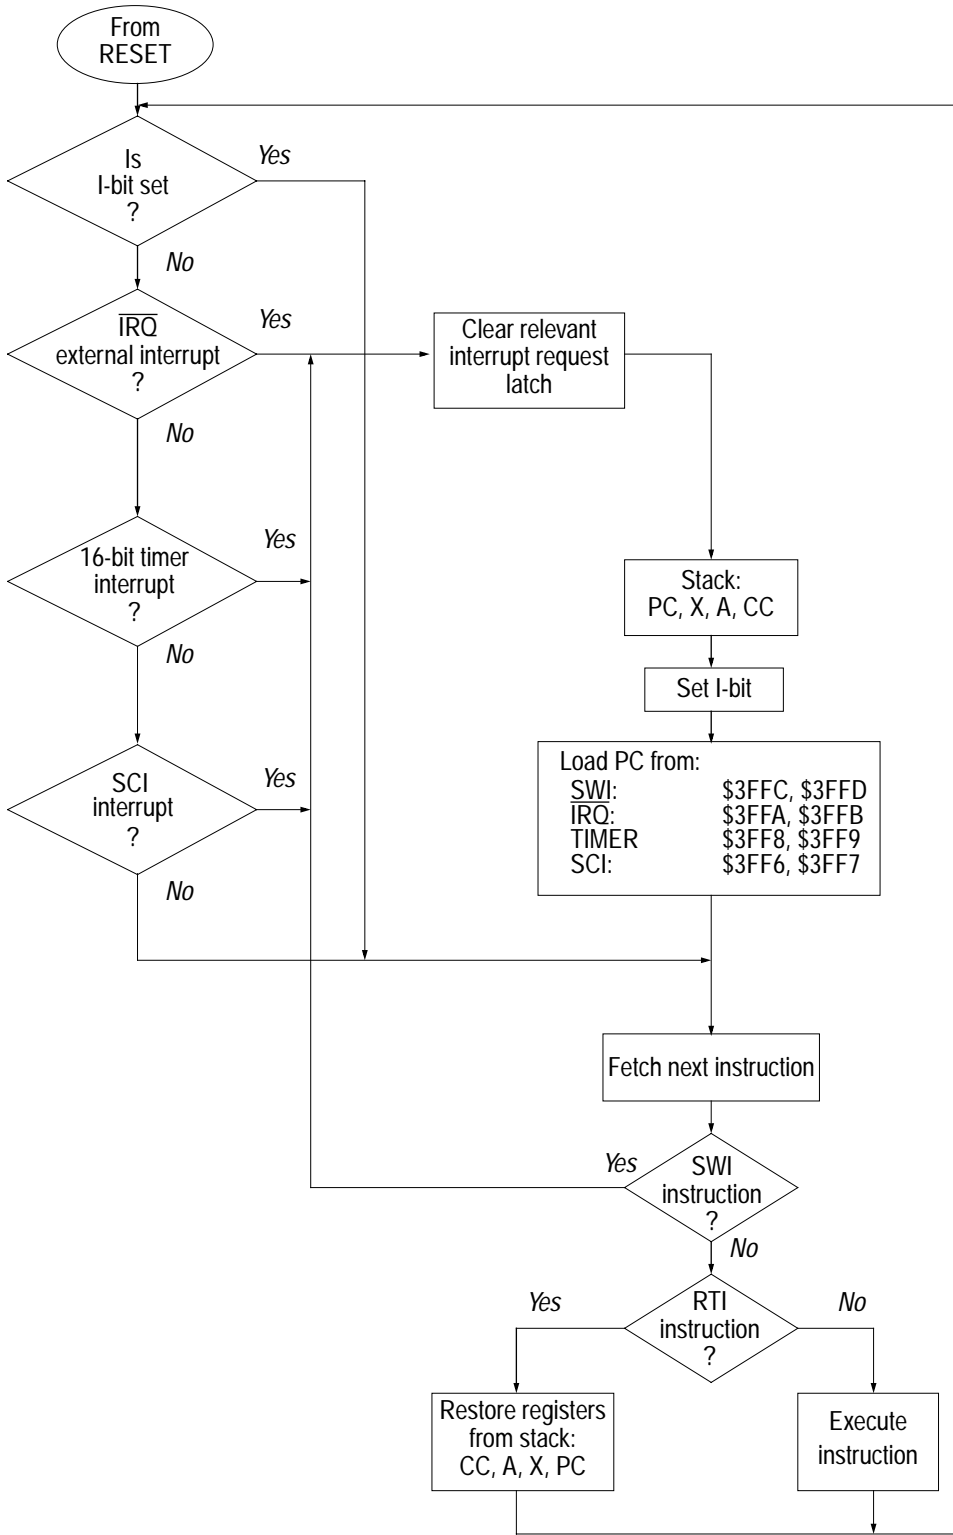 From
RESET
Is
I-bit set
?
Yes
No
IRQ
external interrupt
?
Yes
No
Clear relevant
interrupt request
latch
16-bit timer
interrupt
?
Yes
No
Stack:
PC, X, A, CC
Set I-bit
SCI
interrupt
?
Yes
No
Load PC from:
SWI: $3FFC, $3FFD
IRQ: $3FFA, $3FFB
TIMER $3FF8, $3FF9
SCI: $3FF6, $3FF7
Fetch next instruction
SWI
instruction
?
Yes
No
RTI
instruction
?
Yes
No
Restore registers
from stack:
CC, A, X, PC
Execute
instruction